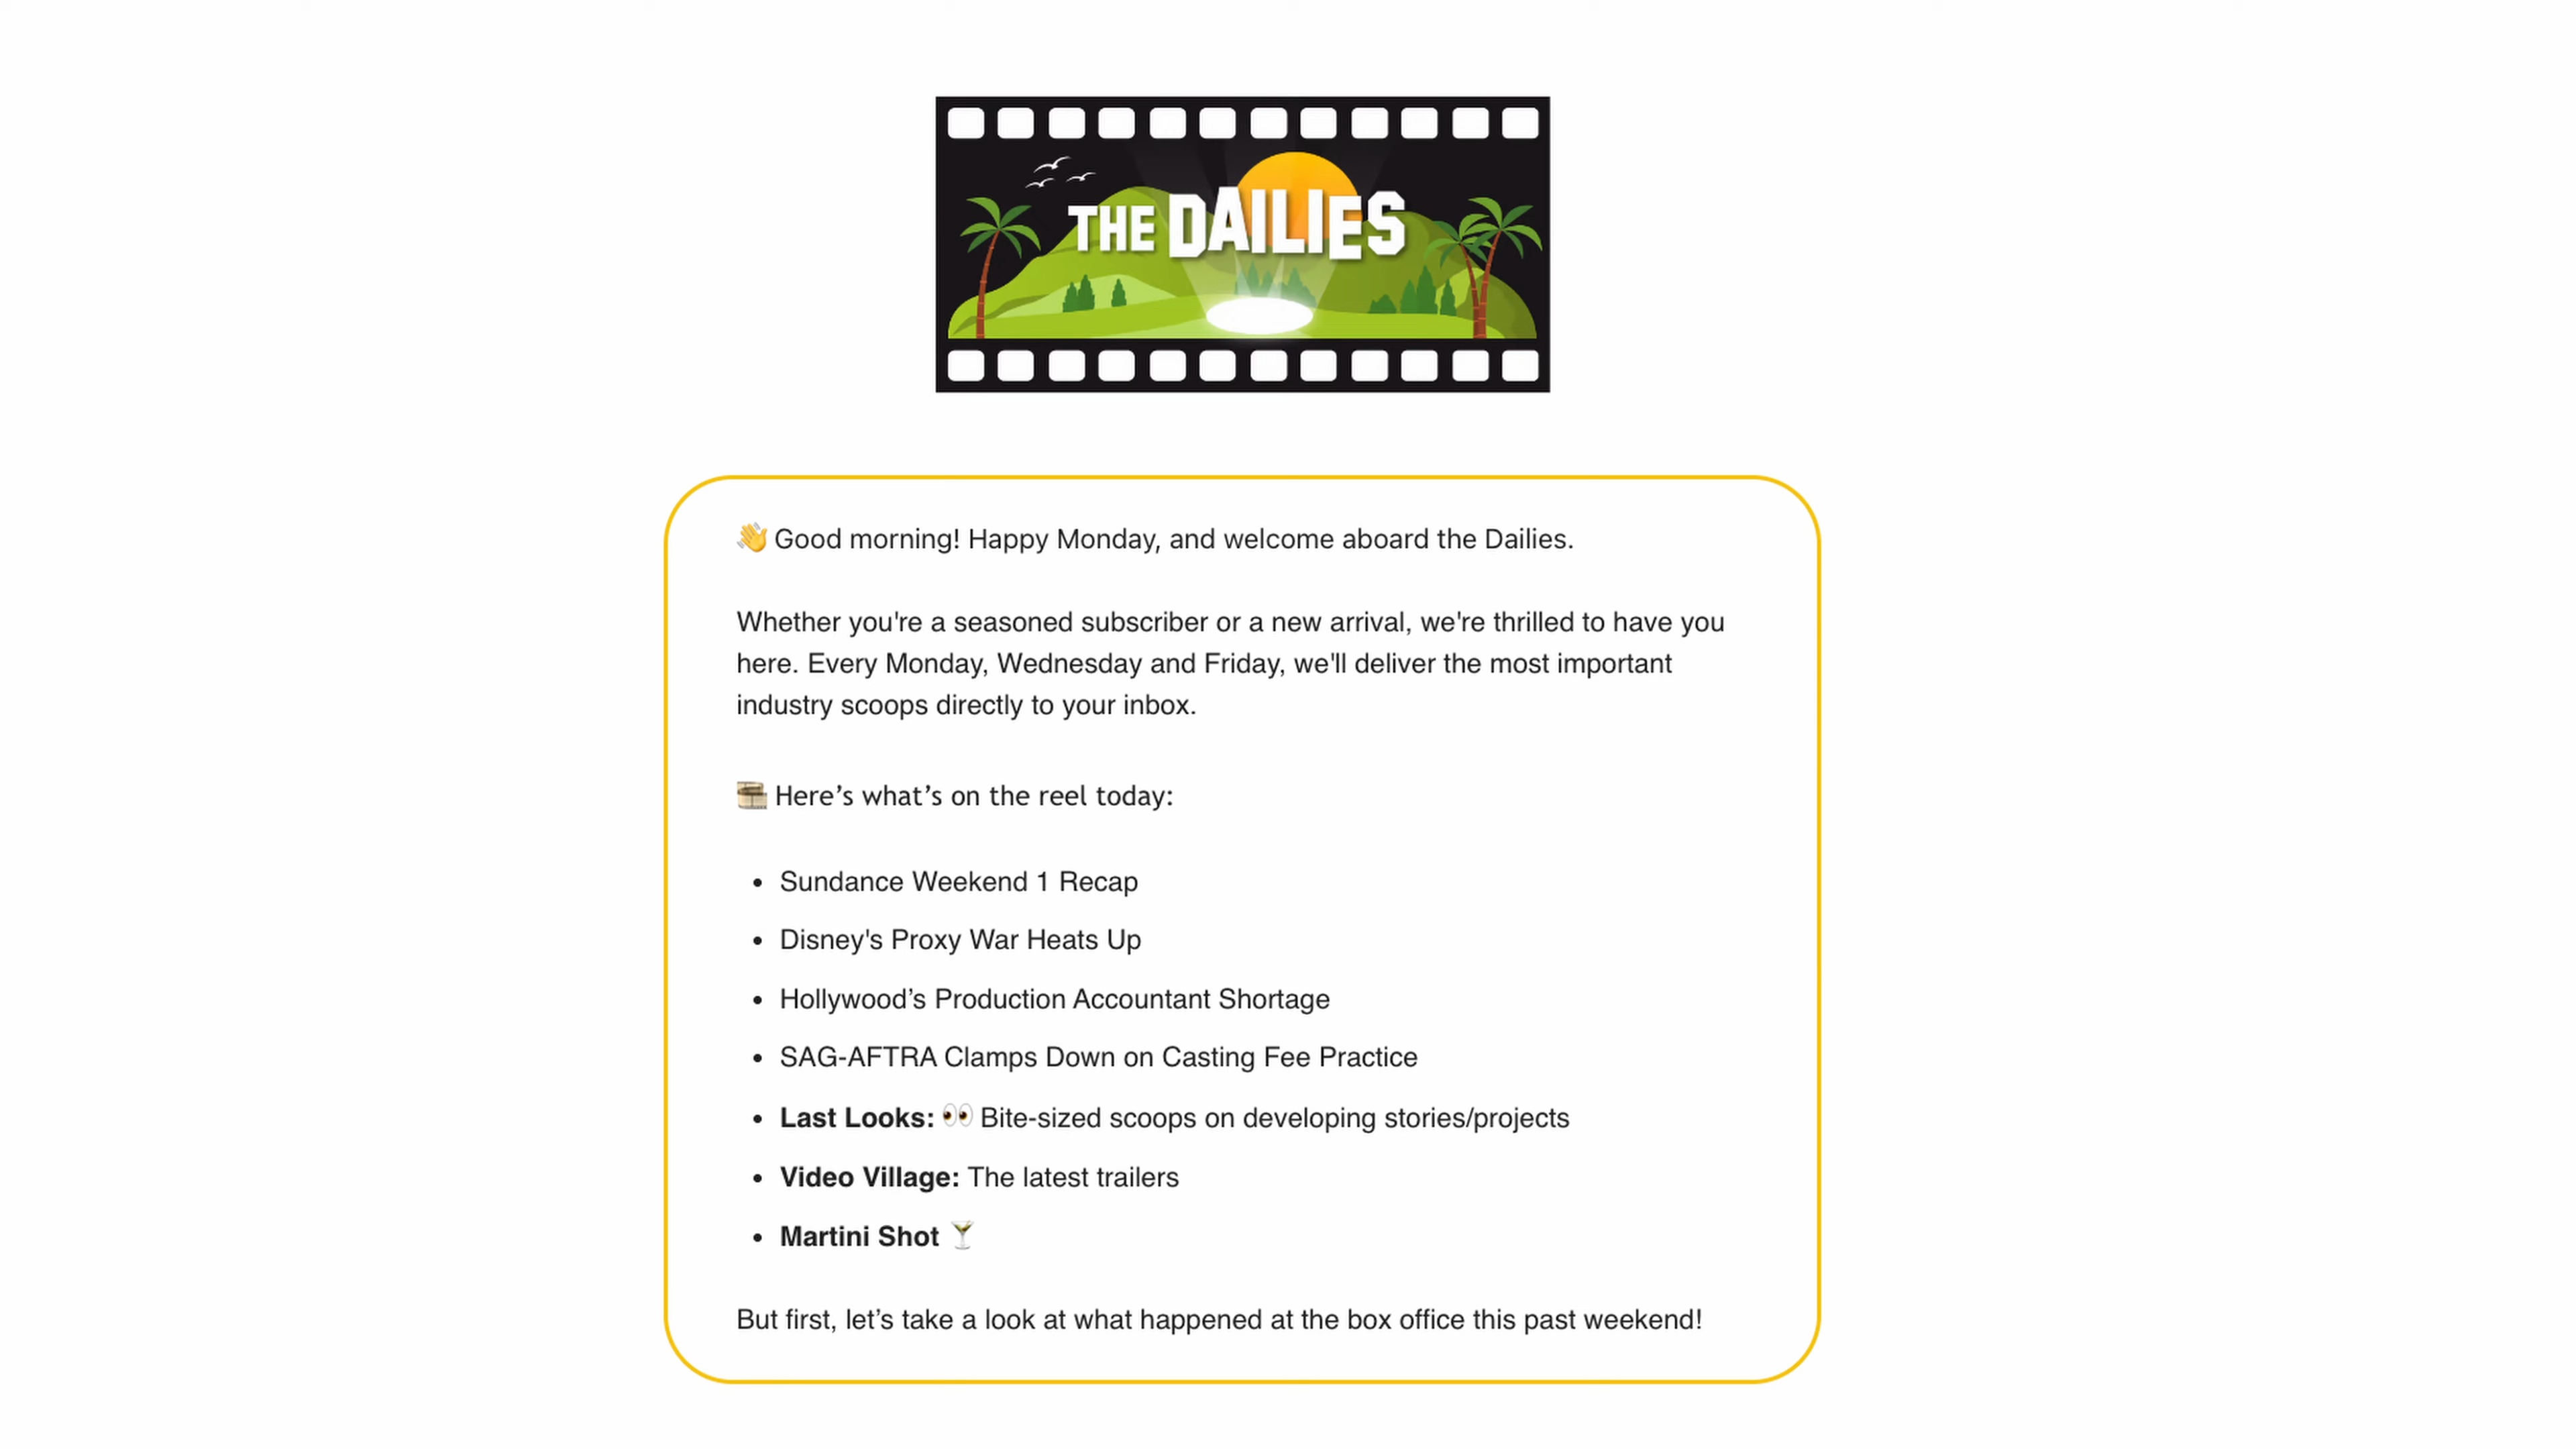 THE DAILIES
👋 Good morning! Happy Monday, and welcome aboard the Dailies.
Whether you're a seasoned subscriber or a new arrival, we're thrilled to have you
here. Every Monday, Wednesday and Friday, we'll deliver the most important
industry scoops directly to your inbox.
🎞️ Here’s what’s on the reel today:
• Sundance Weekend 1 Recap
• Disney's Proxy War Heats Up
• Hollywood’s Production Accountant Shortage
• SAG-AFTRA Clamps Down on Casting Fee Practice
• Last Looks: 👀 Bite-sized scoops on developing stories/projects
• Video Village: The latest trailers
• Martini Shot 🍸
But first, let’s take a look at what happened at the box office this past weekend!